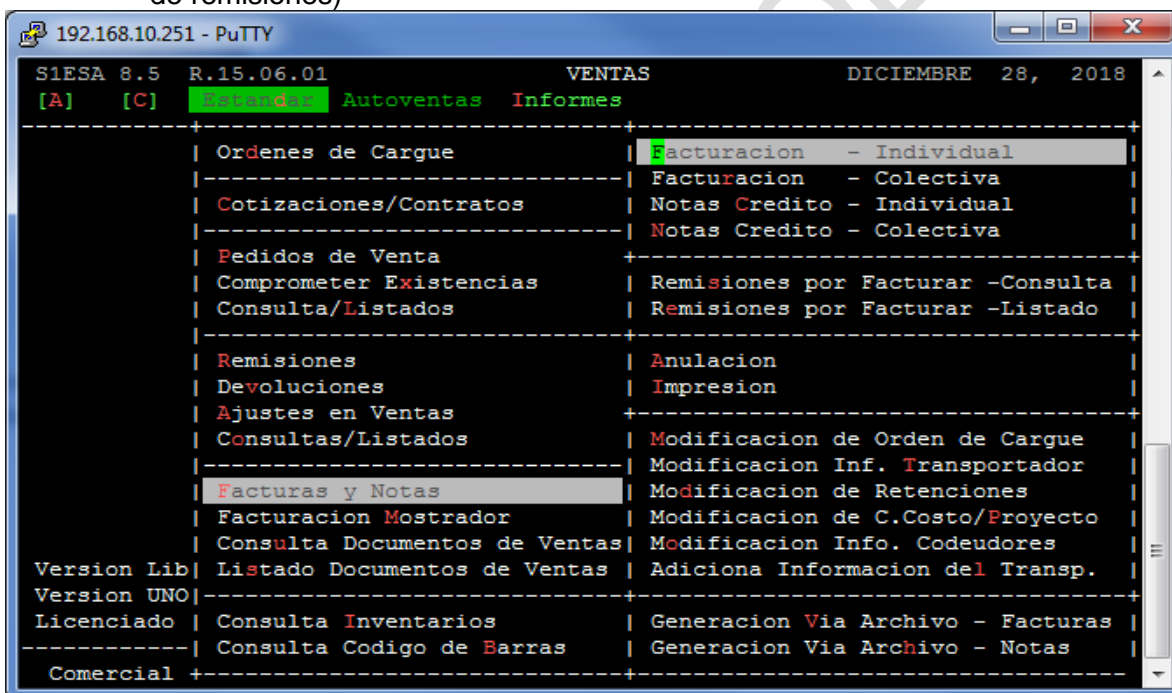 de remisiones)
192.168.10.251 - PuTTY
S1ESA 8.5 R.15.06.01 VENTAS DICIEMBRE 28, 2018
[A] [C] Estandar Autoventas Informes
Ordenes de Cargue
Cotizaciones/Contratos
Pedidos de Venta
Comprometer Existencias
Consulta/Listados
Remisiones
Devoluciones
Ajustes en Ventas
Consultas/Listados
Facturas y Notas
Facturacion Mostrador
Consulta Documentos de Ventas
Listado Documentos de Ventas
Consulta Inventarios
Consulta Codigo de Barras
Facturacion - Individual
Facturacion - Colectiva
Notas Credito - Individual
Notas Credito - Colectiva
Remisiones por Facturar -Consulta
Remisiones por Facturar -Listado
Anulacion
Impresion
Modificacion de Orden de Cargue
Modificacion Inf. Transportador
Modificacion de Retenciones
Modificacion de C.Costo/Proyecto
Modificacion Info. Codeudores
Adiciona Informacion del Transp.
Generacion Via Archivo - Facturas
Generacion Via Archivo - Notas
Version Lib
Version UNO
Licenciado
Comercial